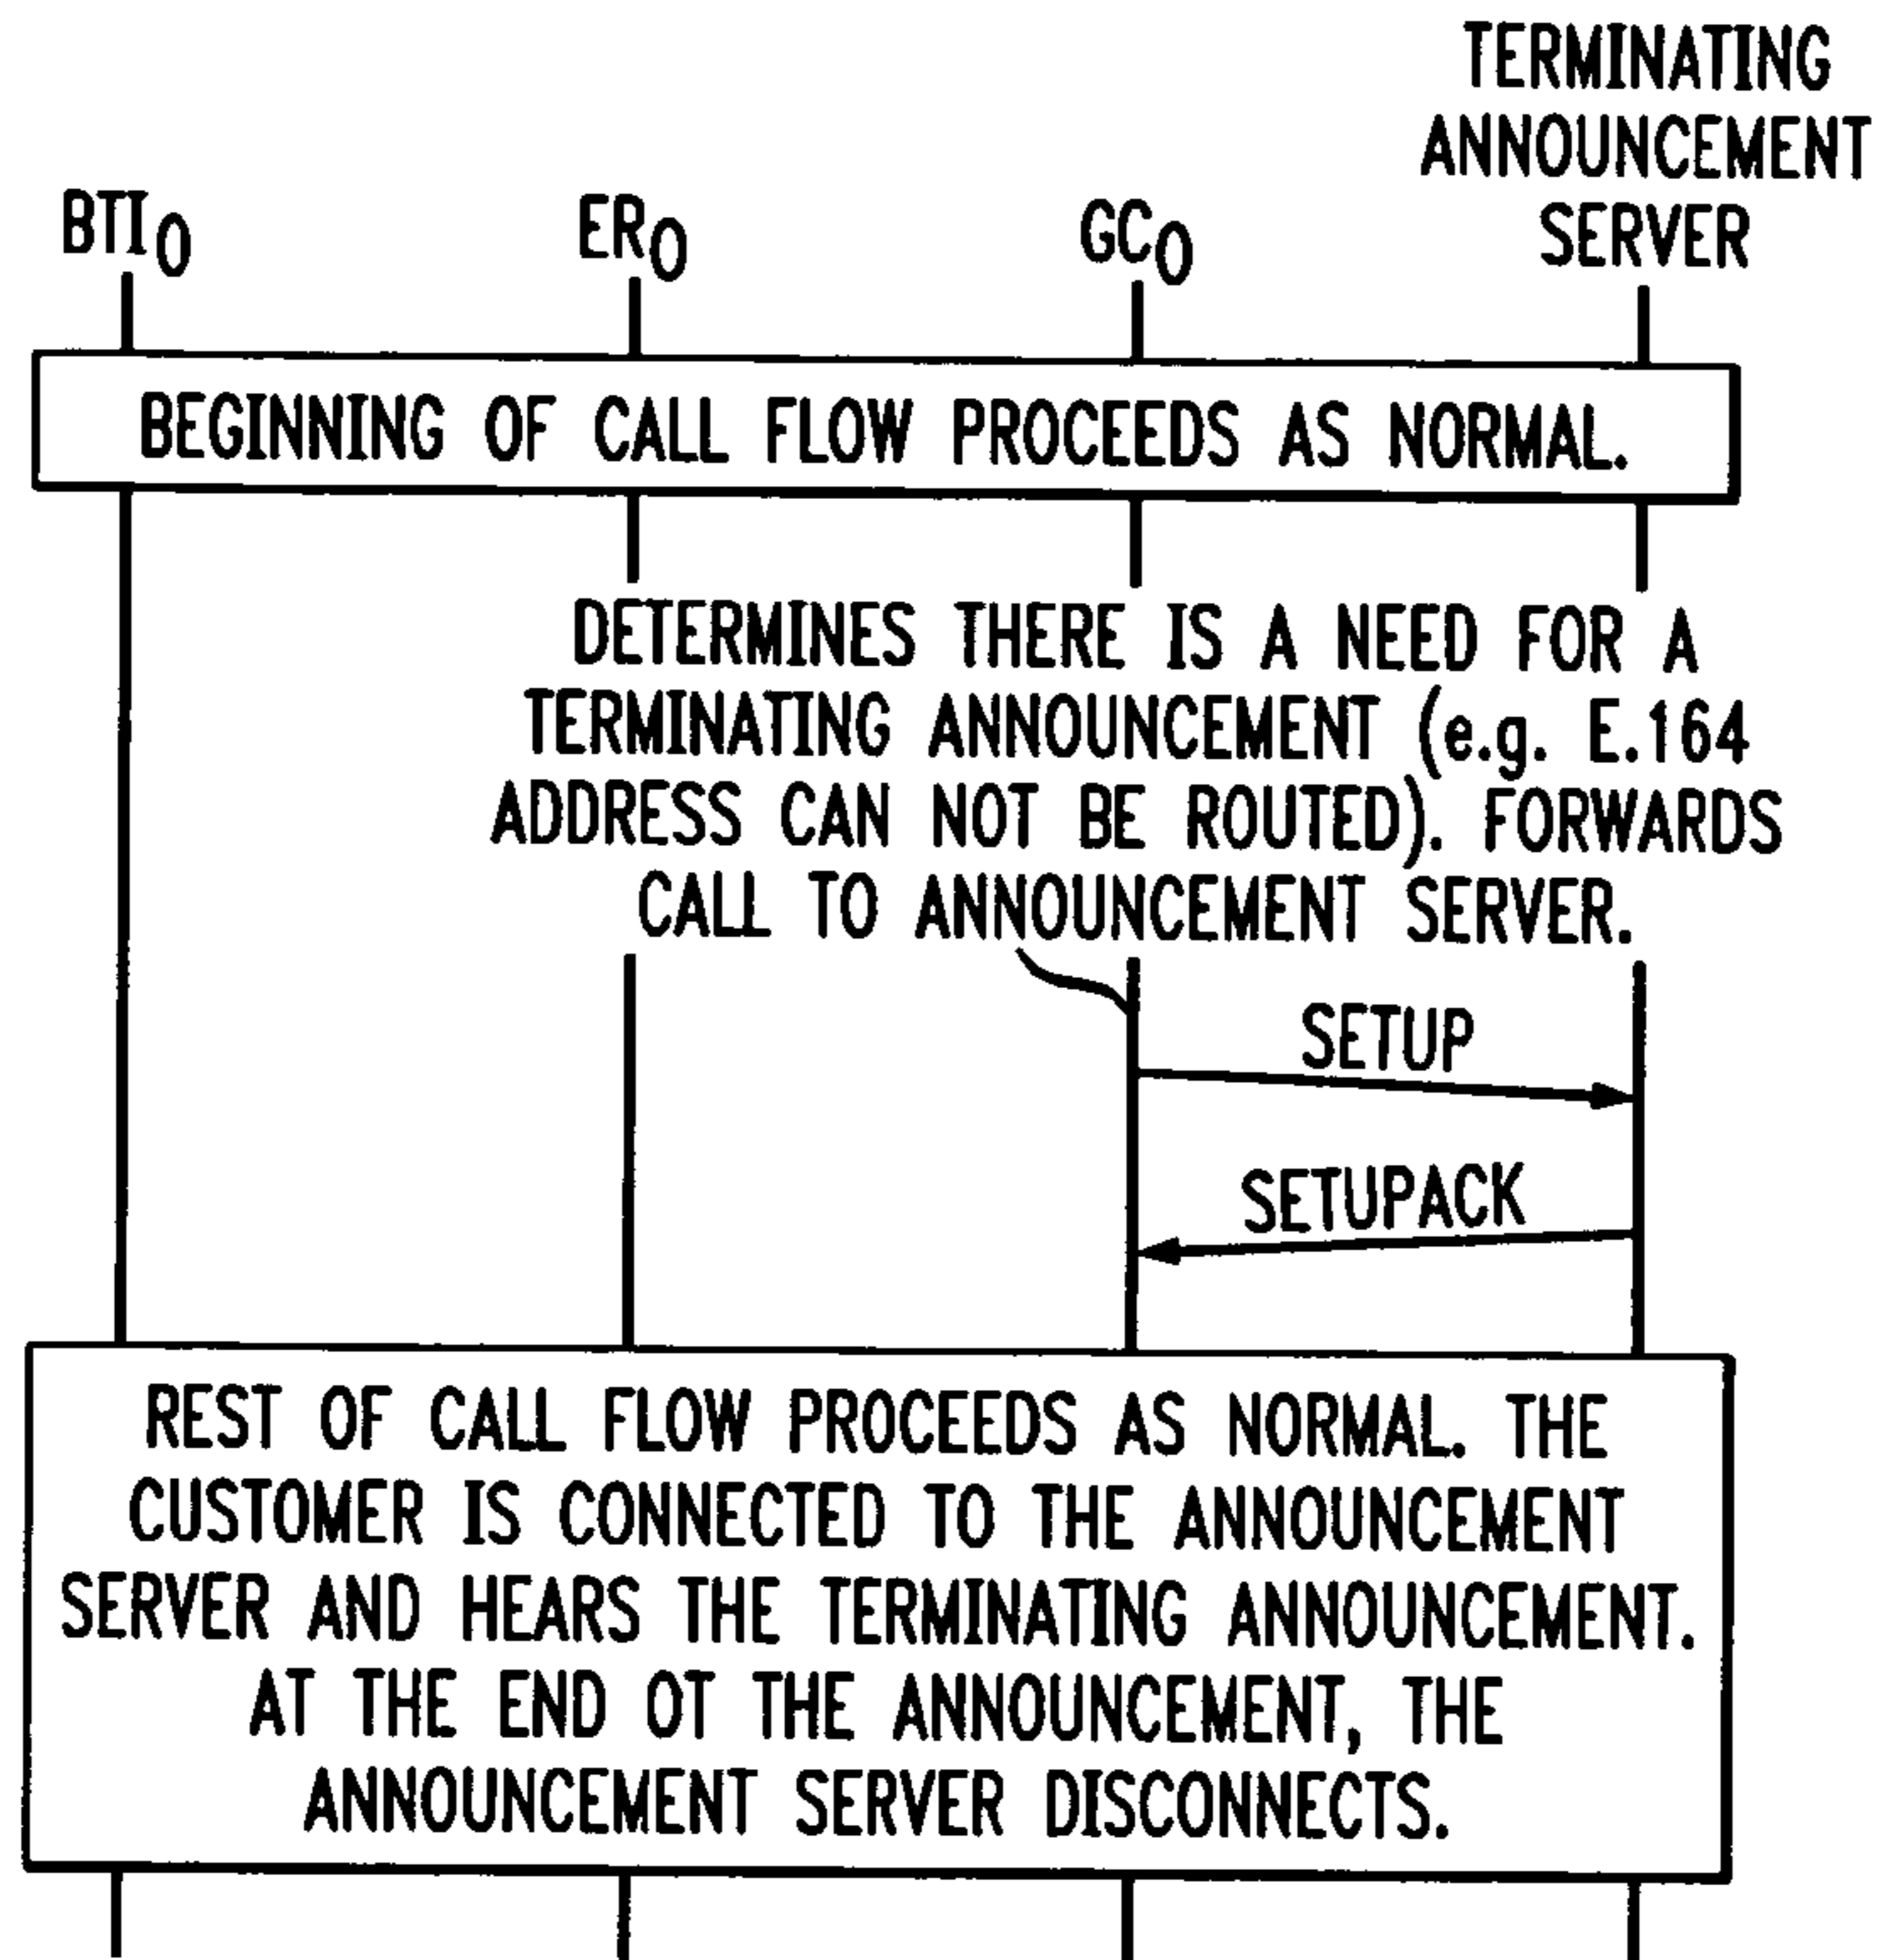 TERMINATING
ANNOUNCEMENT
SERVER
BTIO
ERO
GCO
BEGINNING OF CALL FLOW PROCEEDS AS NORMAL.
DETERMINES THERE IS A NEED FOR A
TERMINATING ANNOUNCEMENT (e.g. E.164
ADDRESS CAN NOT BE ROUTED). FORWARDS
CALL TO ANNOUNCEMENT SERVER.
SETUP
SETUPACK
REST OF CALL FLOW PROCEEDS AS NORMAL. THE
CUSTOMER IS CONNECTED TO THE ANNOUNCEMENT
SERVER AND HEARS THE TERMINATING ANNOUNCEMENT.
AT THE END OT THE ANNOUNCEMENT, THE
ANNOUNCEMENT SERVER DISCONNECTS.